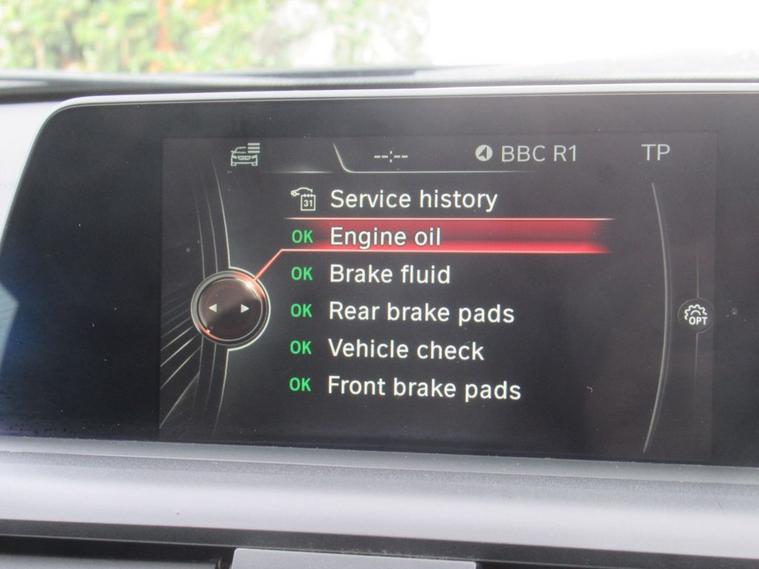 --:-- BBC R1 TP
31 Service history
OK Engine oil
OK Brake fluid
OK Rear brake pads
OPT
OK Vehicle check
OK Front brake pads